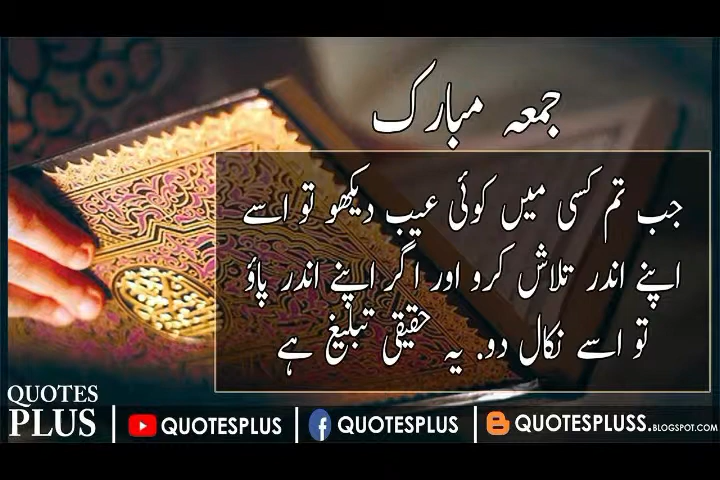 جمعہ مبارک
جب تم کسی میں کوئی عیب دیکھو تو اسے
اپنے اندر تلاش کرو اور اگر اپنے اندر پاؤ
تو اسے نکال دو. یہ حقیقی تبلیغ ہے
QUOTES
PLUS
QUOTESPLUS
QUOTESPLUS
QUOTESPLUSS.BLOGSPOT.COM